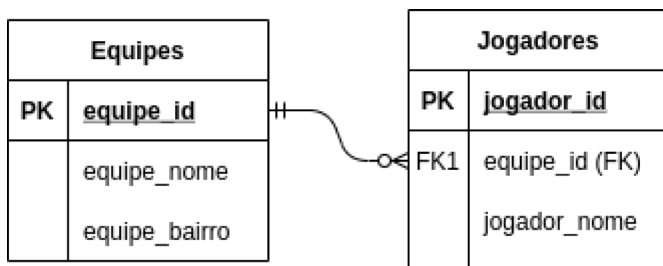 Equipes
PK equipe_id
equipe_nome
equipe_bairro
Jogadores
PK jogador_id
FK1 equipe_id (FK)
jogador_nome